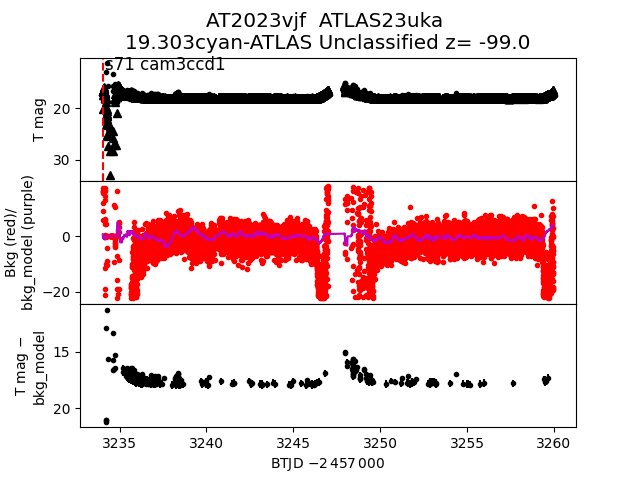 AT2023vjf ATLAS23uka
19.303cyan-ATLAS Unclassified z= -99.0
s71 cam3ccd1
T mag
20
30
Bkg (red)/
bkg_model (purple)
0
−20
T mag −
bkg_model
15
20
3235 3240 3245 3250 3255 3260
BTJD −2 457 000